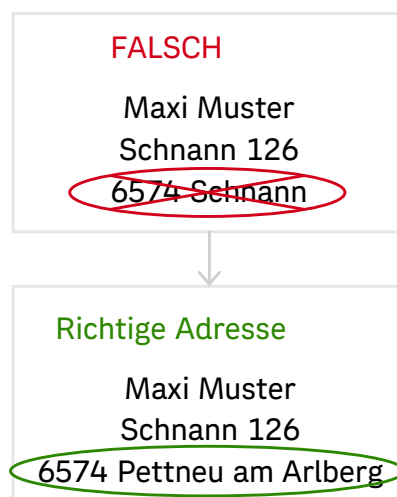 FALSCH
Maxi Muster
Schnann 126
6574 Schnann
Richtige Adresse
Maxi Muster
Schnann 126
6574 Pettneu am Arlberg